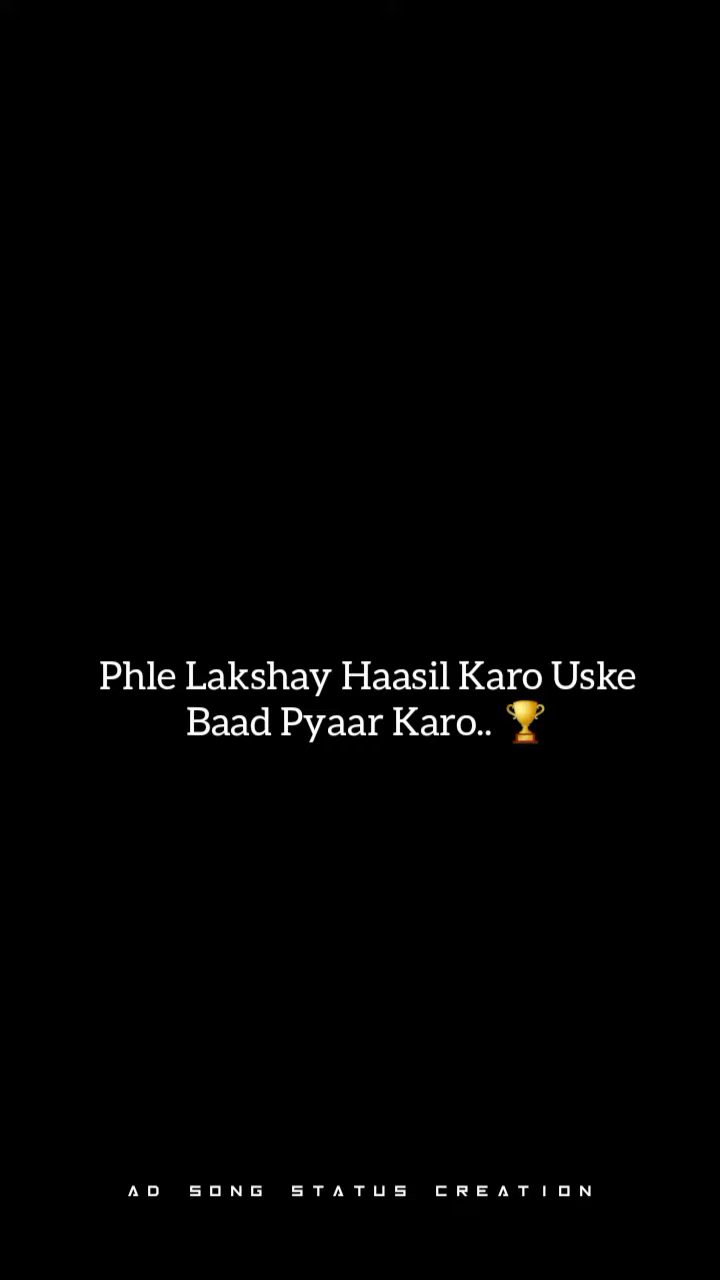 Phle Lakshay Haasil Karo Uske
Baad Pyaar Karo.. 🏆
AD SONG STATUS CREATION